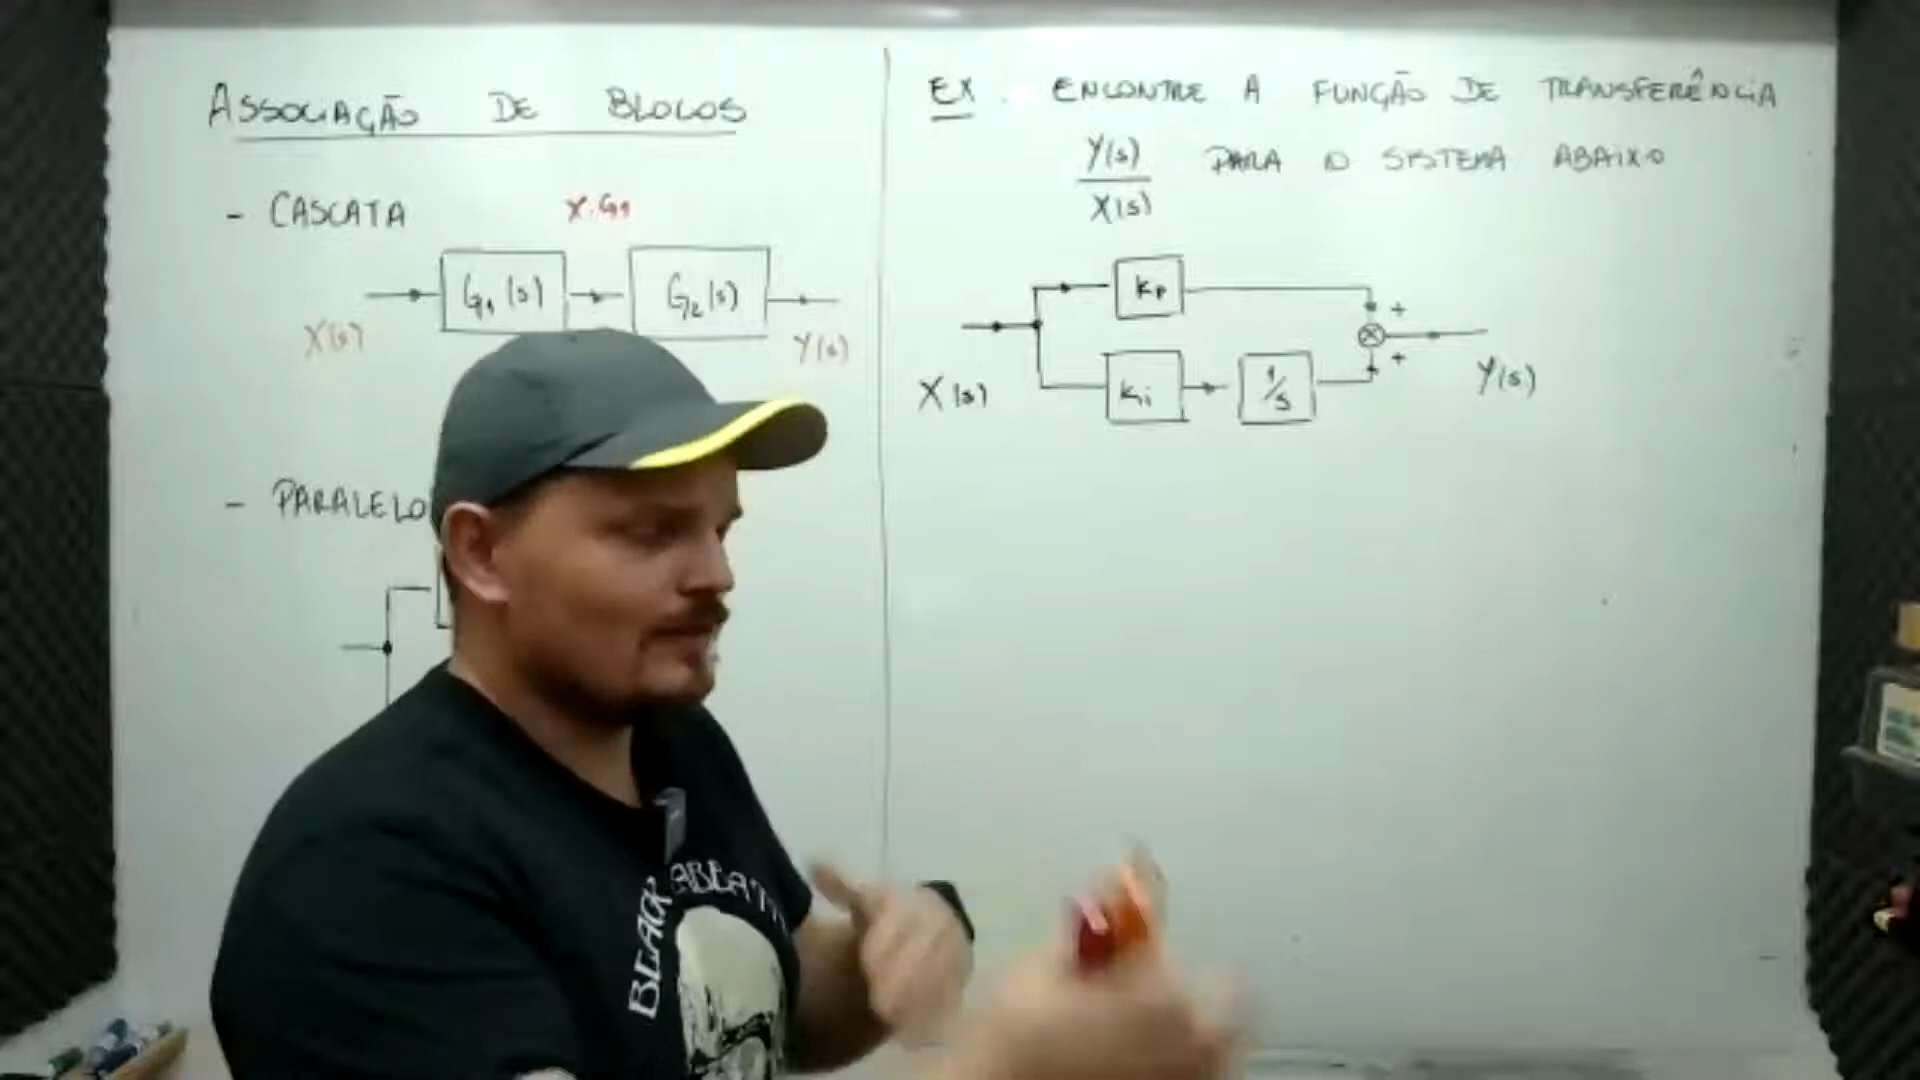 ASSOCIAÇÃO DE BLOCOS
- CASCATA
X.G1
G1(s)
G2(s)
X(s)
Y(s)
- PARALELO
EX. ENCONTRE A FUNÇÃO DE TRANSFERÊNCIA
Y(s)
X(s)
PARA O SISTEMA ABAIXO
kp
+
+
ki
1/s
X(s)
Y(s)
BLACK